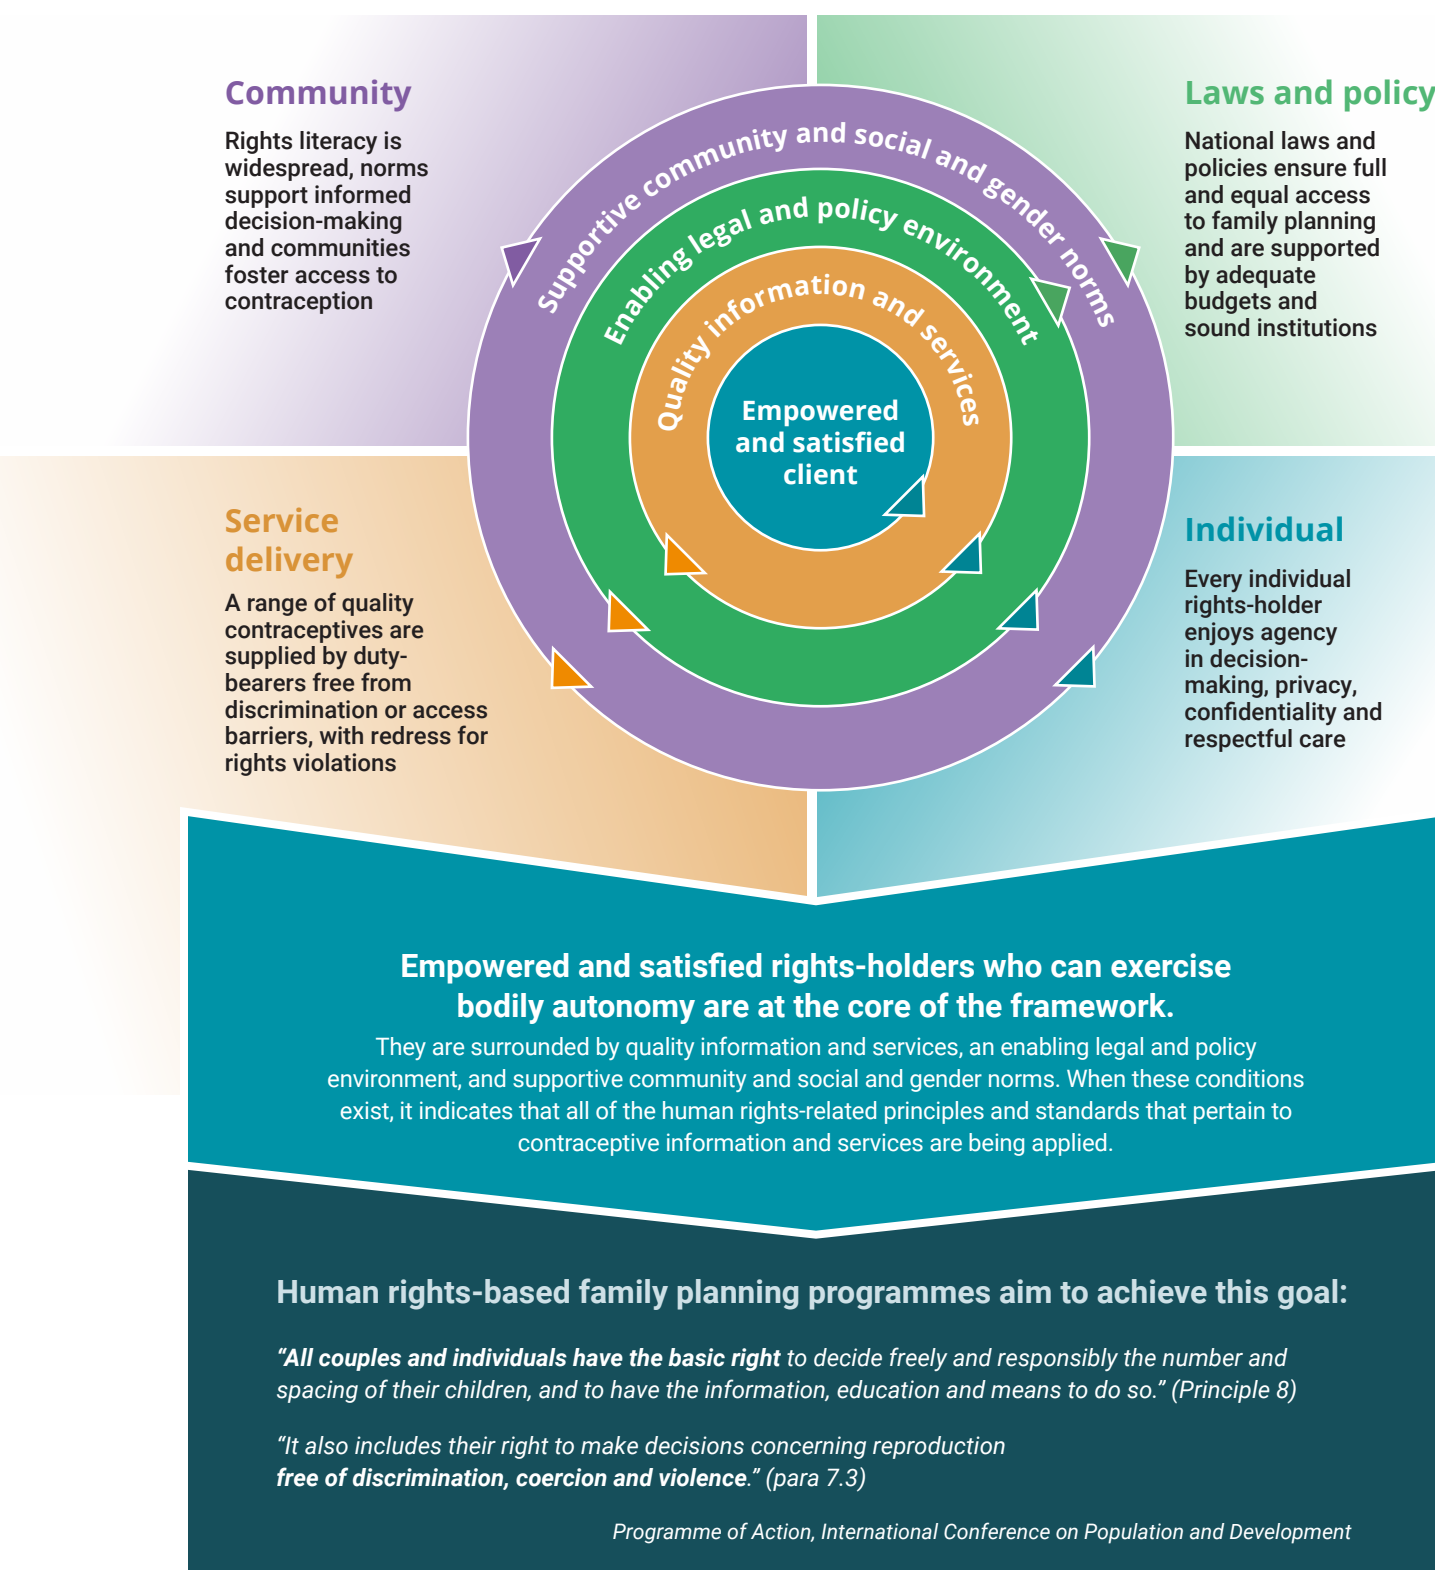 Community
Rights literacy is
widespread, norms
support informed
decision-making
and communities
foster access to
contraception
Laws and policy
National laws and
policies ensure full
and equal access
to family planning
and are supported
by adequate
budgets and
sound institutions
Supportive community and social and gender norms
Enabling legal and policy environment
Quality information and services
Empowered
and satisfied
client
Service
delivery
A range of quality
contraceptives are
supplied by duty-
bearers free from
discrimination or access
barriers, with redress for
rights violations
Individual
Every individual
rights-holder
enjoys agency
in decision-
making, privacy,
confidentiality and
respectful care
Empowered and satisfied rights-holders who can exercise
bodily autonomy are at the core of the framework.
They are surrounded by quality information and services, an enabling legal and policy
environment, and supportive community and social and gender norms. When these conditions
exist, it indicates that all of the human rights-related principles and standards that pertain to
contraceptive information and services are being applied.
Human rights-based family planning programmes aim to achieve this goal:
“All couples and individuals have the basic right to decide freely and responsibly the number and
spacing of their children, and to have the information, education and means to do so.” (Principle 8)
“It also includes their right to make decisions concerning reproduction
free of discrimination, coercion and violence.” (para 7.3)
Programme of Action, International Conference on Population and Development